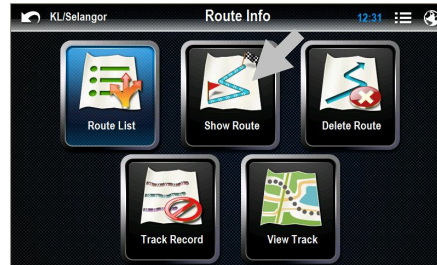 KL/Selangor
Route Info
12:31
Route List
Show Route
Delete Route
Track Record
View Track